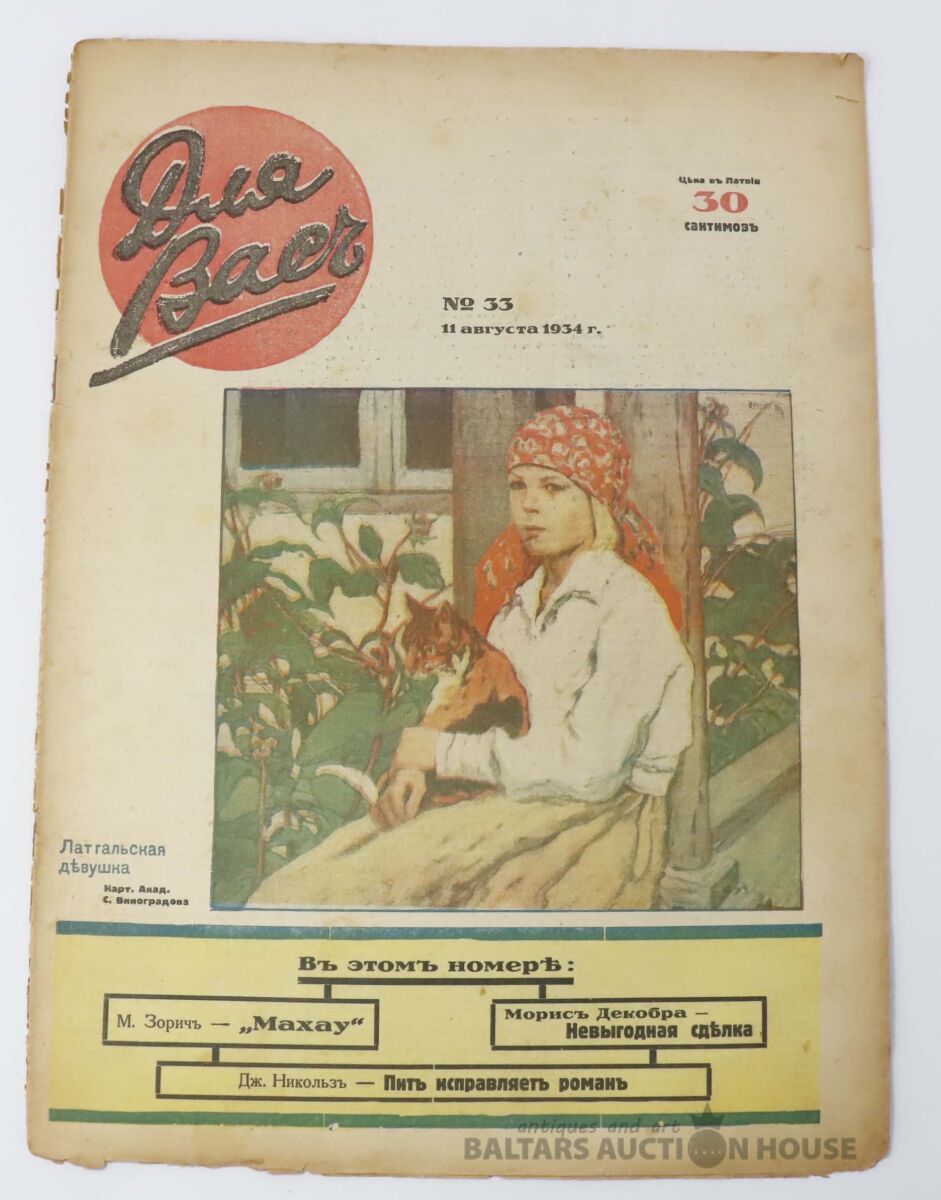 Для
Васъ
Цѣна въ Латвіи
30
сантимовъ
№ 33
11 августа 1934 г.
Латгальская
дѣвушка
Карт. Акад.
С. Виноградова
Въ этомъ номерѣ:
М. Зоричъ — „Махау“
Морисъ Декобра –
Невыгодная сдѣлка
Дж. Никользъ — Питъ исправляетъ романъ
antiques and art
BALTARS AUCTION HOUSE